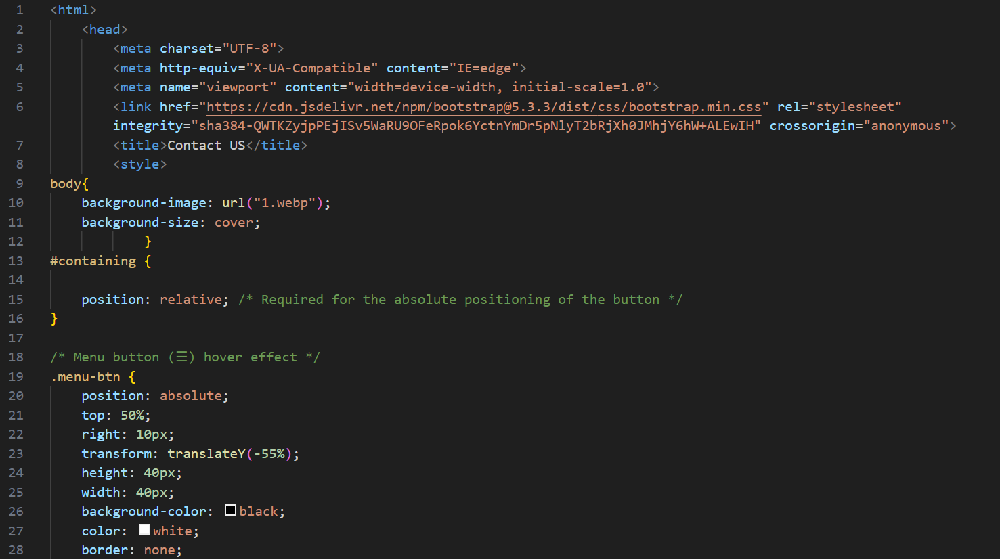 1 <html>
2 <head>
3 <meta charset="UTF-8">
4 <meta http-equiv="X-UA-Compatible" content="IE=edge">
5 <meta name="viewport" content="width=device-width, initial-scale=1.0">
6 <link href="https://cdn.jsdelivr.net/npm/bootstrap@5.3.3/dist/css/bootstrap.min.css" rel="stylesheet"
integrity="sha384-QWTKZyjpPEjISv5WaRU9OFeRpok6YctnYmDr5pNlyT2bRjXh0JMhjY6hW+ALEwIH" crossorigin="anonymous">
7 <title>Contact US</title>
8 <style>
9 body{
10 background-image: url("1.webp");
11 background-size: cover;
12 }
13 #containing {
14
15 position: relative; /* Required for the absolute positioning of the button */
16 }
17
18 /* Menu button (☰) hover effect */
19 .menu-btn {
20 position: absolute;
21 top: 50%;
22 right: 10px;
23 transform: translateY(-55%);
24 height: 40px;
25 width: 40px;
26 background-color: black;
27 color: white;
28 border: none;